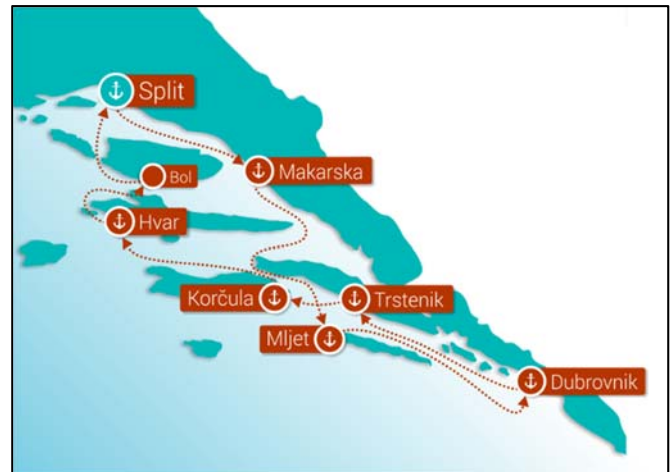 Split
Makarska
Bol
Hvar
Korčula
Trstenik
Mljet
Dubrovnik